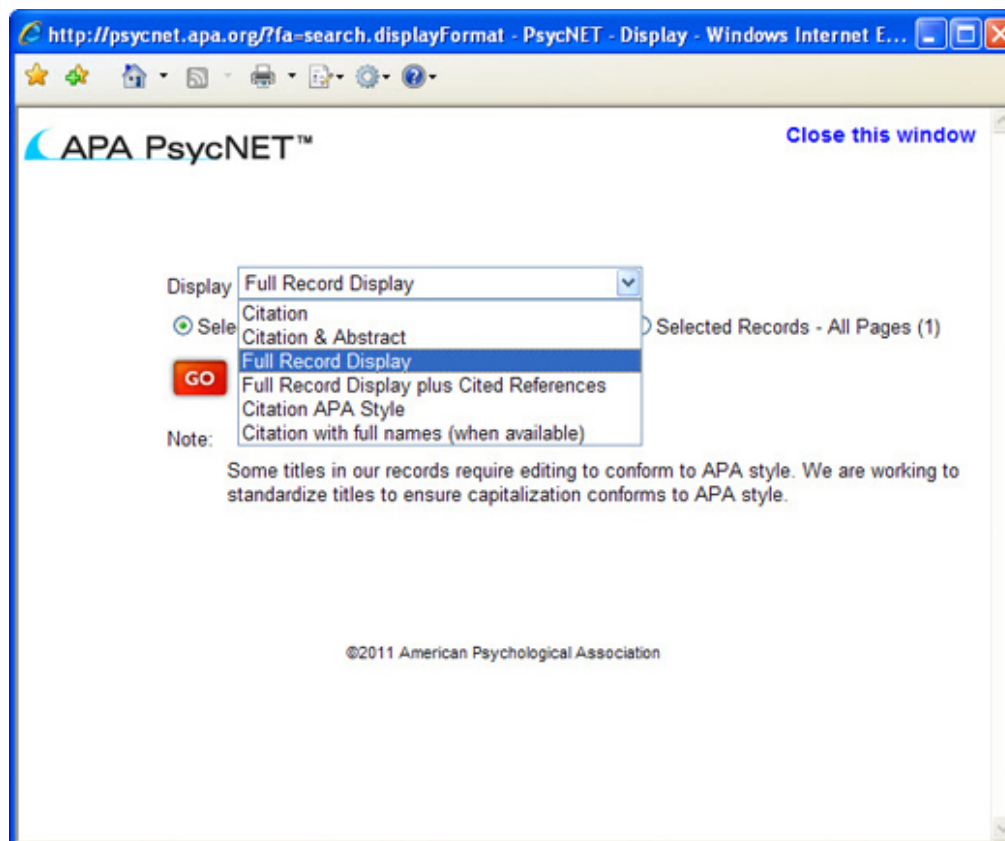 http://psycnet.apa.org/?fa=search.displayFormat - PsycNET - Display - Windows Internet E...
APA PsycNET™
Close this window
Display Full Record Display
Citation
Sele
Selected Records - All Pages (1)
Citation & Abstract
Full Record Display
GO
Full Record Display plus Cited References
Citation APA Style
Citation with full names (when available)
Note:
Some titles in our records require editing to conform to APA style. We are working to
standardize titles to ensure capitalization conforms to APA style.
©2011 American Psychological Association